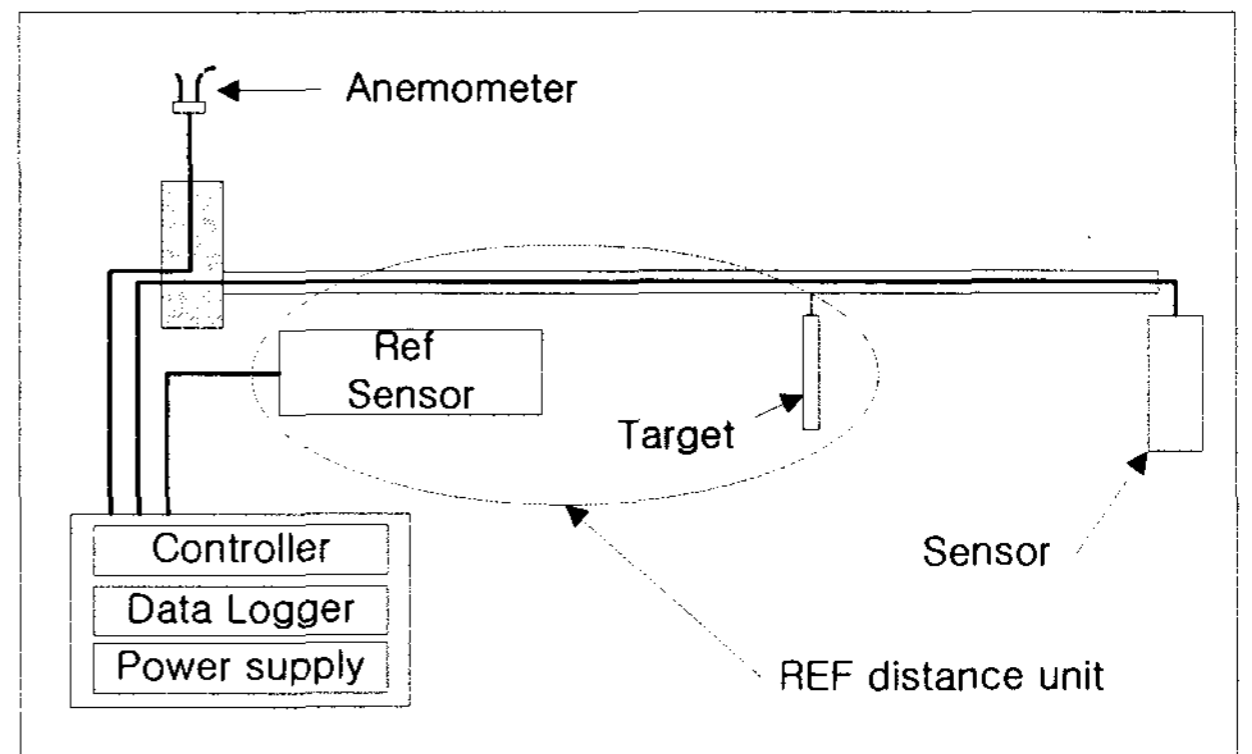 Anemometer
Ref
Sensor
Target
Controller
Data Logger
Power supply
Sensor
REF distance unit